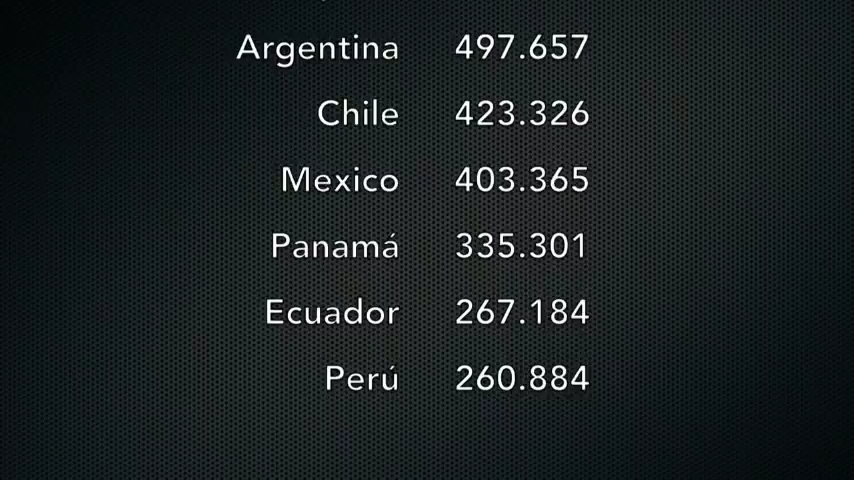 Argentina 497.657
Chile 423.326
Mexico 403.365
Panamá 335.301
Ecuador 267.184
Perú 260.884